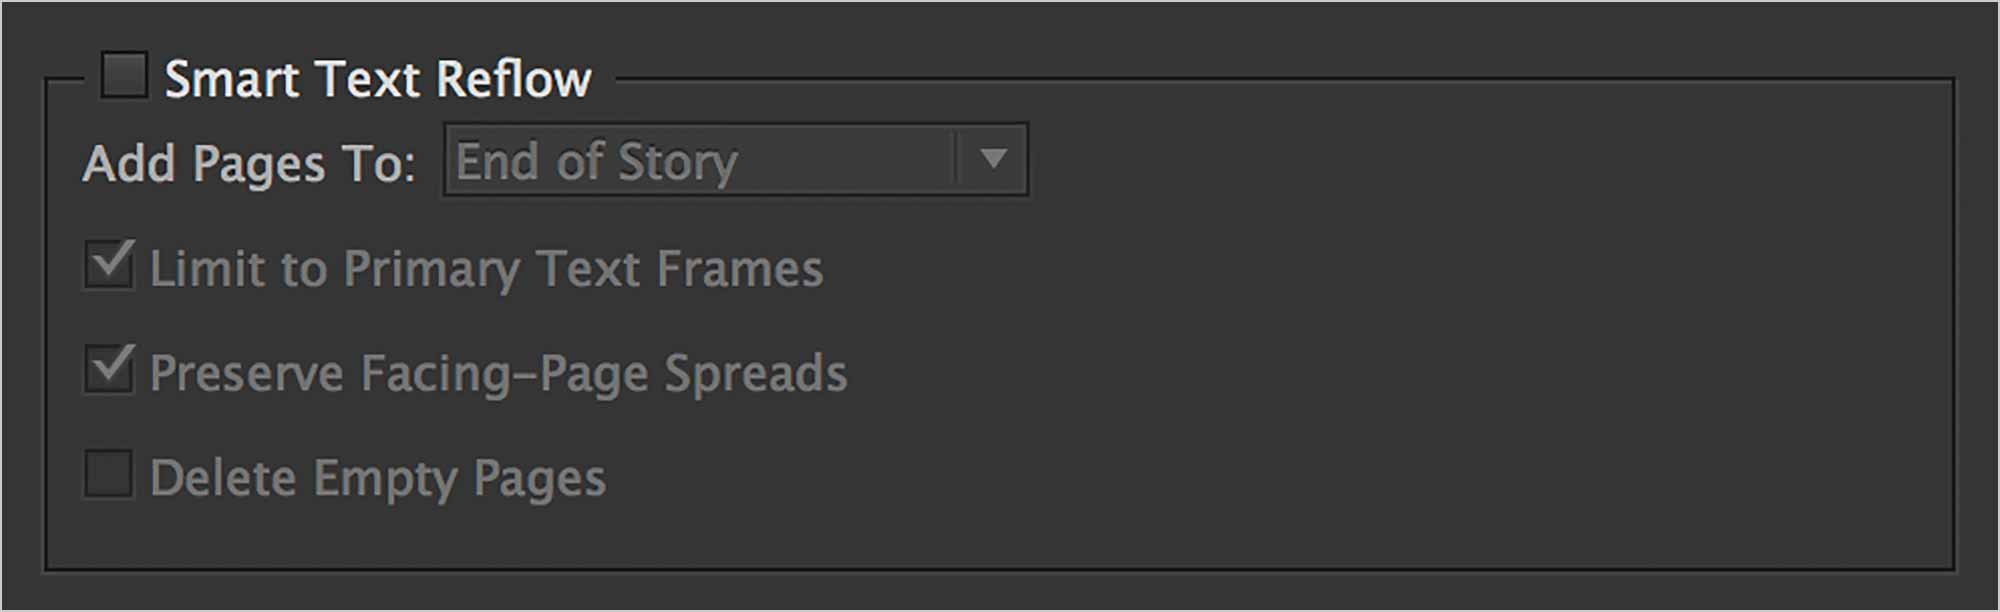 Smart Text Reflow
Add Pages To: End of Story
Limit to Primary Text Frames
Preserve Facing-Page Spreads
Delete Empty Pages